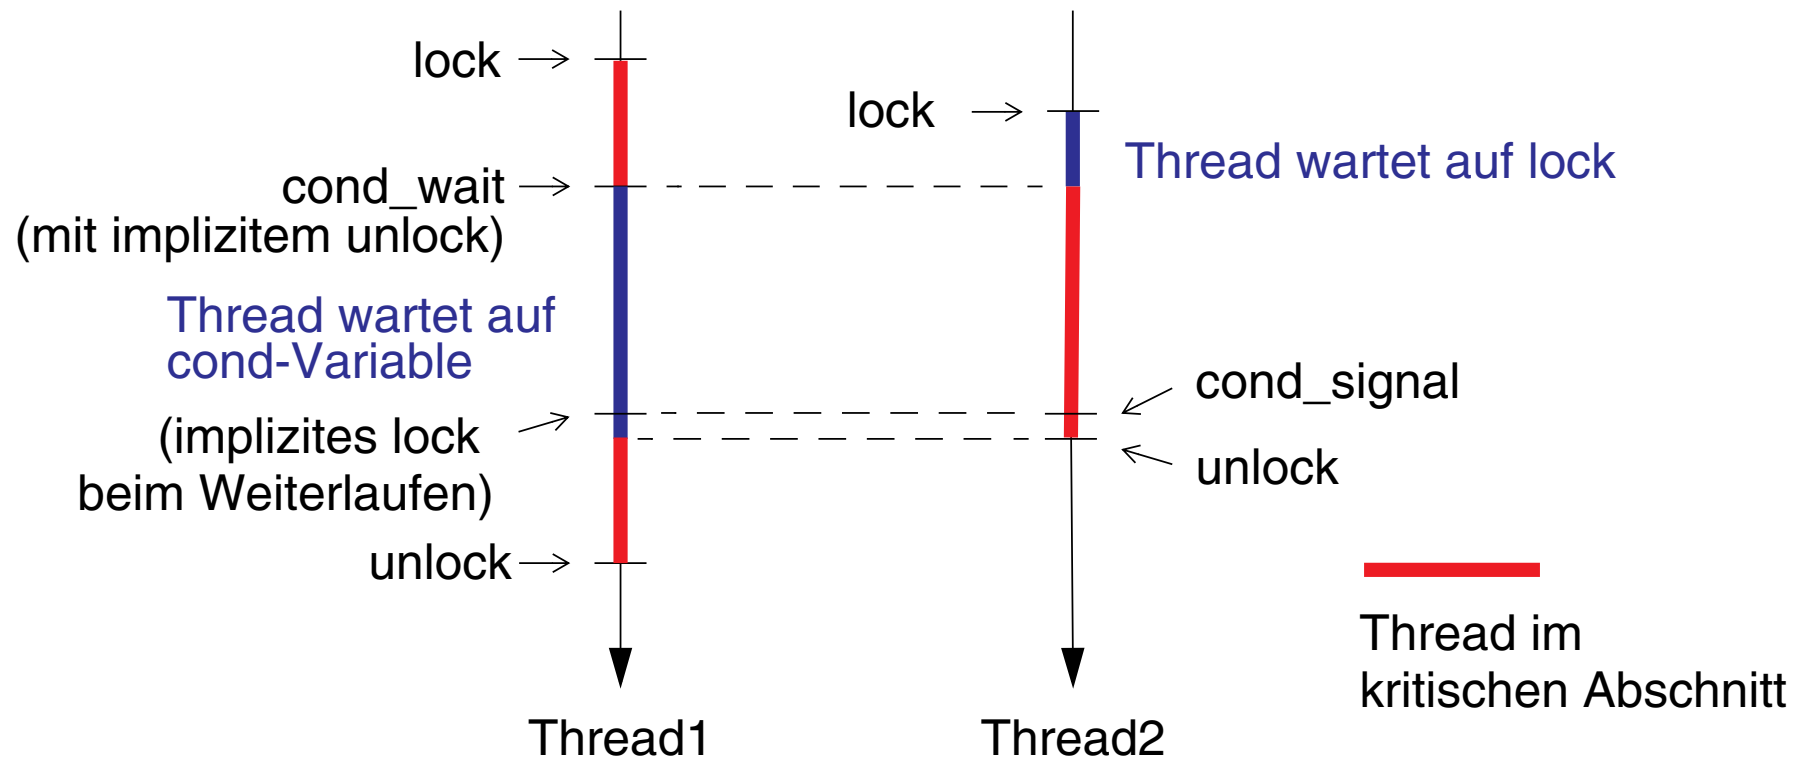 lock
lock
Thread wartet auf lock
cond_wait
(mit implizitem unlock)
Thread wartet auf
cond-Variable
cond_signal
(implizites lock
beim Weiterlaufen)
unlock
unlock
Thread im
kritischen Abschnitt
Thread1
Thread2